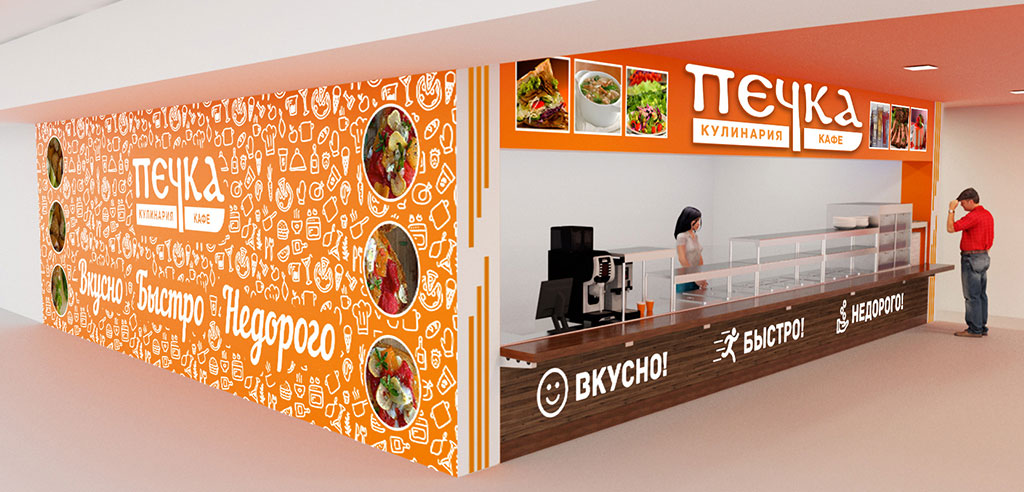 ПЕЧКА
КУЛИНАРИЯ КАФЕ
Вкусно Быстро Недорого
ПЕЧКА
КУЛИНАРИЯ КАФЕ
ВКУСНО!
БЫСТРО!
НЕДОРОГО!